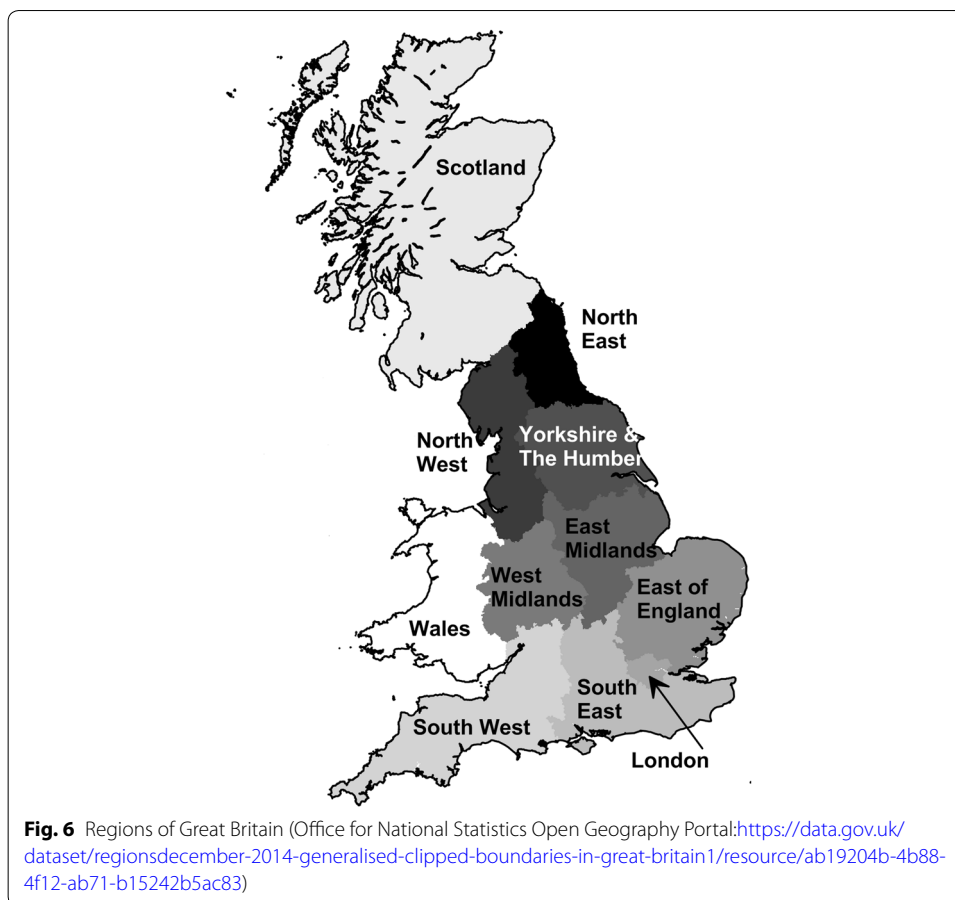 Scotland
North
East
North
West
Yorkshire &
The Humber
East
Midlands
West
Midlands
East of
England
Wales
South
East
South West
London
Fig. 6 Regions of Great Britain (Office for National Statistics Open Geography Portal:https://data.gov.uk/
dataset/regionsdecember-2014-generalised-clipped-boundaries-in-great-britain1/resource/ab19204b-4b88-
4f12-ab71-b15242b5ac83)